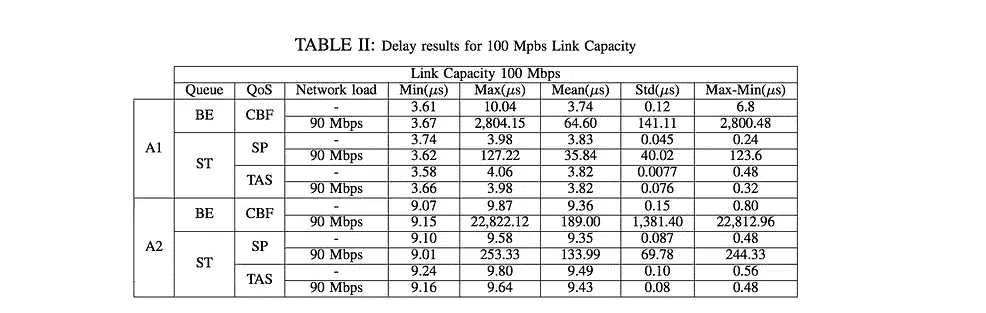 TABLE II: Delay results for 100 Mpbs Link Capacity
Link Capacity 100 Mbps
Queue QoS Network load Min(μs) Max(μs) Mean(μs) Std(μs) Max-Min(μs)
A1 BE CBF - 3.61 10.04 3.74 0.12 6.8
90 Mbps 3.67 2,804.15 64.60 141.11 2,800.48
ST SP - 3.74 3.98 3.83 0.045 0.24
90 Mbps 3.62 127.22 35.84 40.02 123.6
TAS - 3.58 4.06 3.82 0.0077 0.48
90 Mbps 3.66 3.98 3.82 0.076 0.32
A2 BE CBF - 9.07 9.87 9.36 0.15 0.80
90 Mbps 9.15 22,822.12 189.00 1,381.40 22,812.96
ST SP - 9.10 9.58 9.35 0.087 0.48
90 Mbps 9.01 253.33 133.99 69.78 244.33
TAS - 9.24 9.80 9.49 0.10 0.56
90 Mbps 9.16 9.64 9.43 0.08 0.48